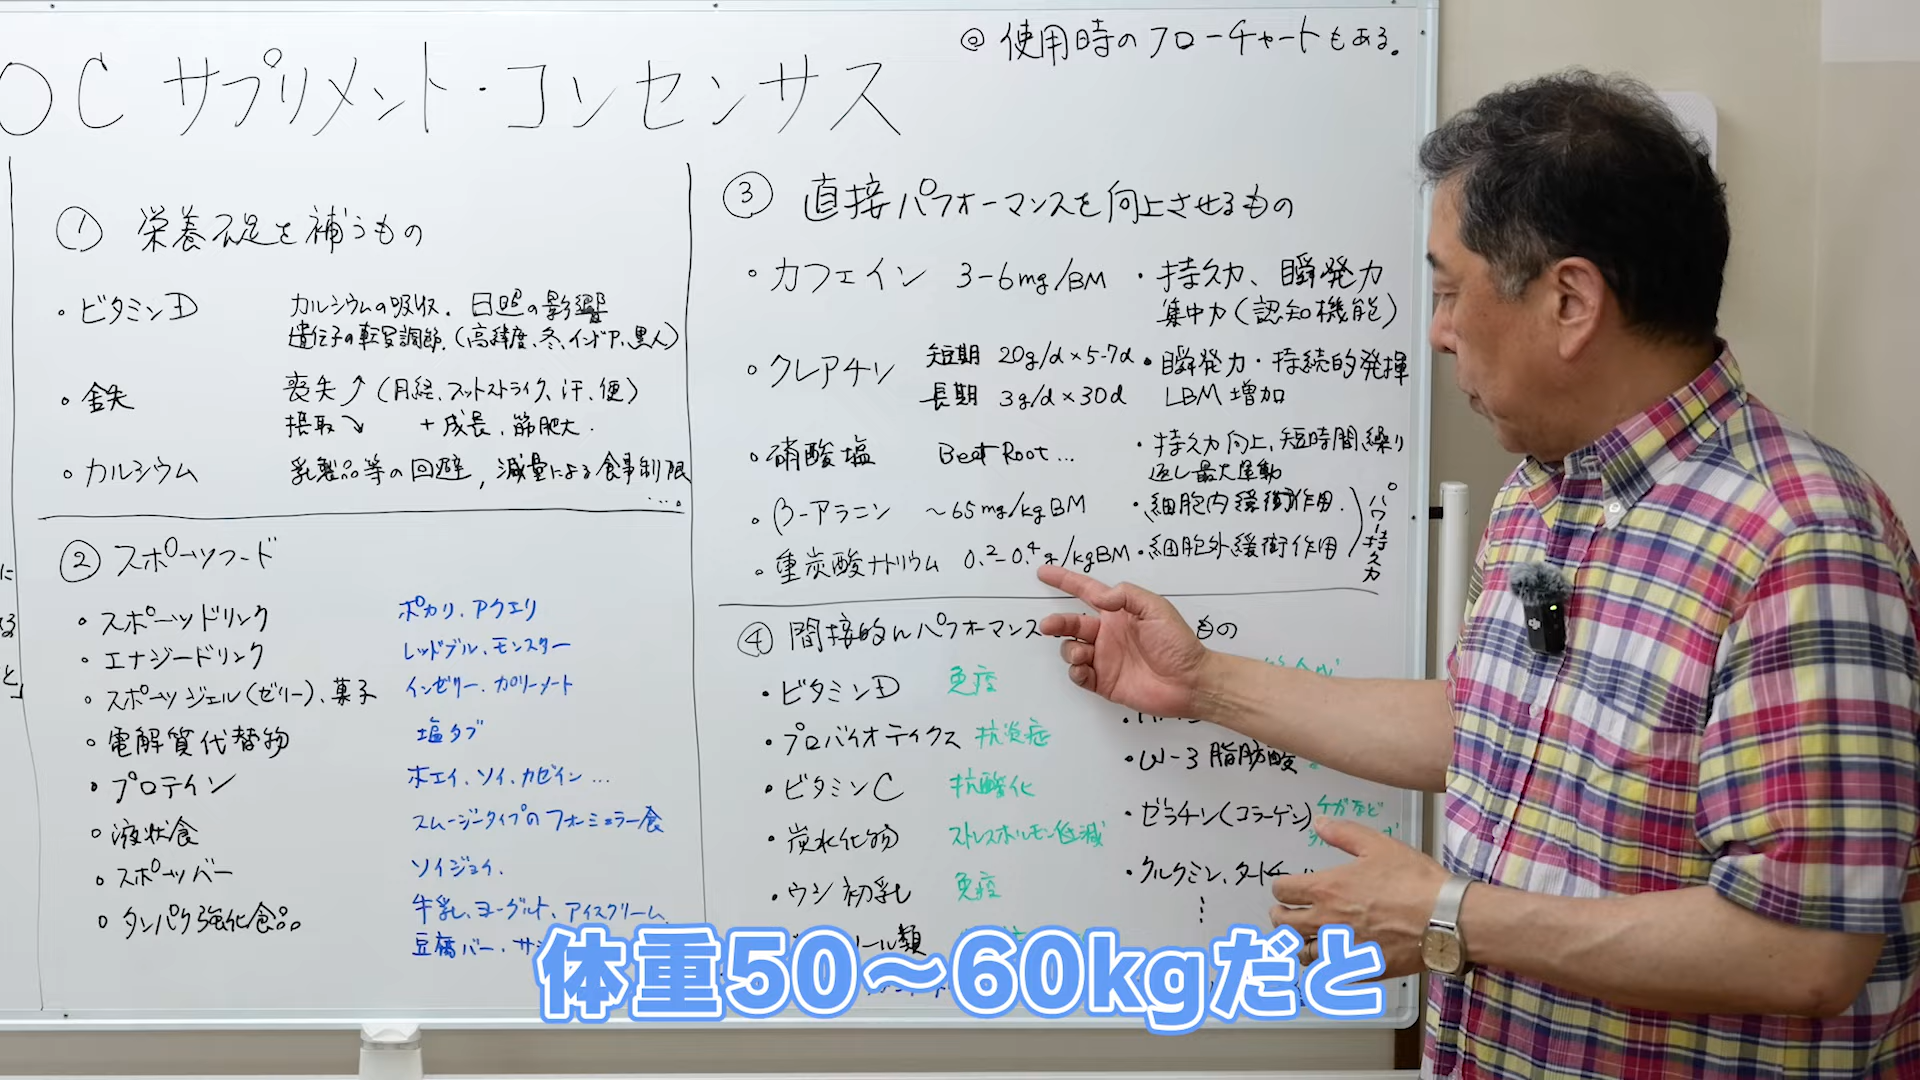 OC サプリメント・コンセンサス
◎ 使用時のフローチャートもある。
① 栄養不足を補うもの
・ビタミンD カルシウムの吸収. 日照の影響
遺伝子の転写調節. (高緯度、冬、インドア、黒人)
・鉄 喪失↗ (月経、フットストライク、汗、便)
摂取↘ + 成長、筋肥大.
・カルシウム 乳製品等の回避, 減量による食事制限
...。
② スポーツフード
・スポーツドリンク ポカリ、アクエリ
・エナジードリンク レッドブル、モンスター
・スポーツジェル(ゼリー)、菓子 インゼリー、カロリーメイト
・電解質代替物 塩タブ
・プロテイン ホエイ、ソイ、カゼイン...
・液状食 スムージータイプのフォーミュラー食
・スポーツバー ソイジョイ.
・タンパク強化食品 牛乳、ヨーグルト、アイスクリーム、
豆腐バー、サ
③ 直接パフォーマンスを向上させるもの
・カフェイン 3-6mg/BM ・持久力、瞬発力
集中力(認知機能)
・クレアチン 短期 20g/d×5-7d ・瞬発力・持続的発揮
長期 3g/d×30d LBM増加
・硝酸塩 Beet Root... ・持久力向上、短時間繰り
返し最大運動
・β-アラニン ~65mg/kgBM ・細胞内緩衝作用.
・重炭酸ナトリウム 0.2-0.4g/kgBM ・細胞外緩衝作用
パワー持久力
④ 間接的にパフォーマンス もの
・ビタミンD 免疫
・プロバイオティクス 抗炎症
・ビタミンC 抗酸化
・炭水化物 ストレスホルモン低減
・ウシ初乳 免疫
ール類
・ω-3脂肪酸
・ゼラチン(コラーゲン) ケガなど
・クルクミン、タートチ
体重50〜60kgだと